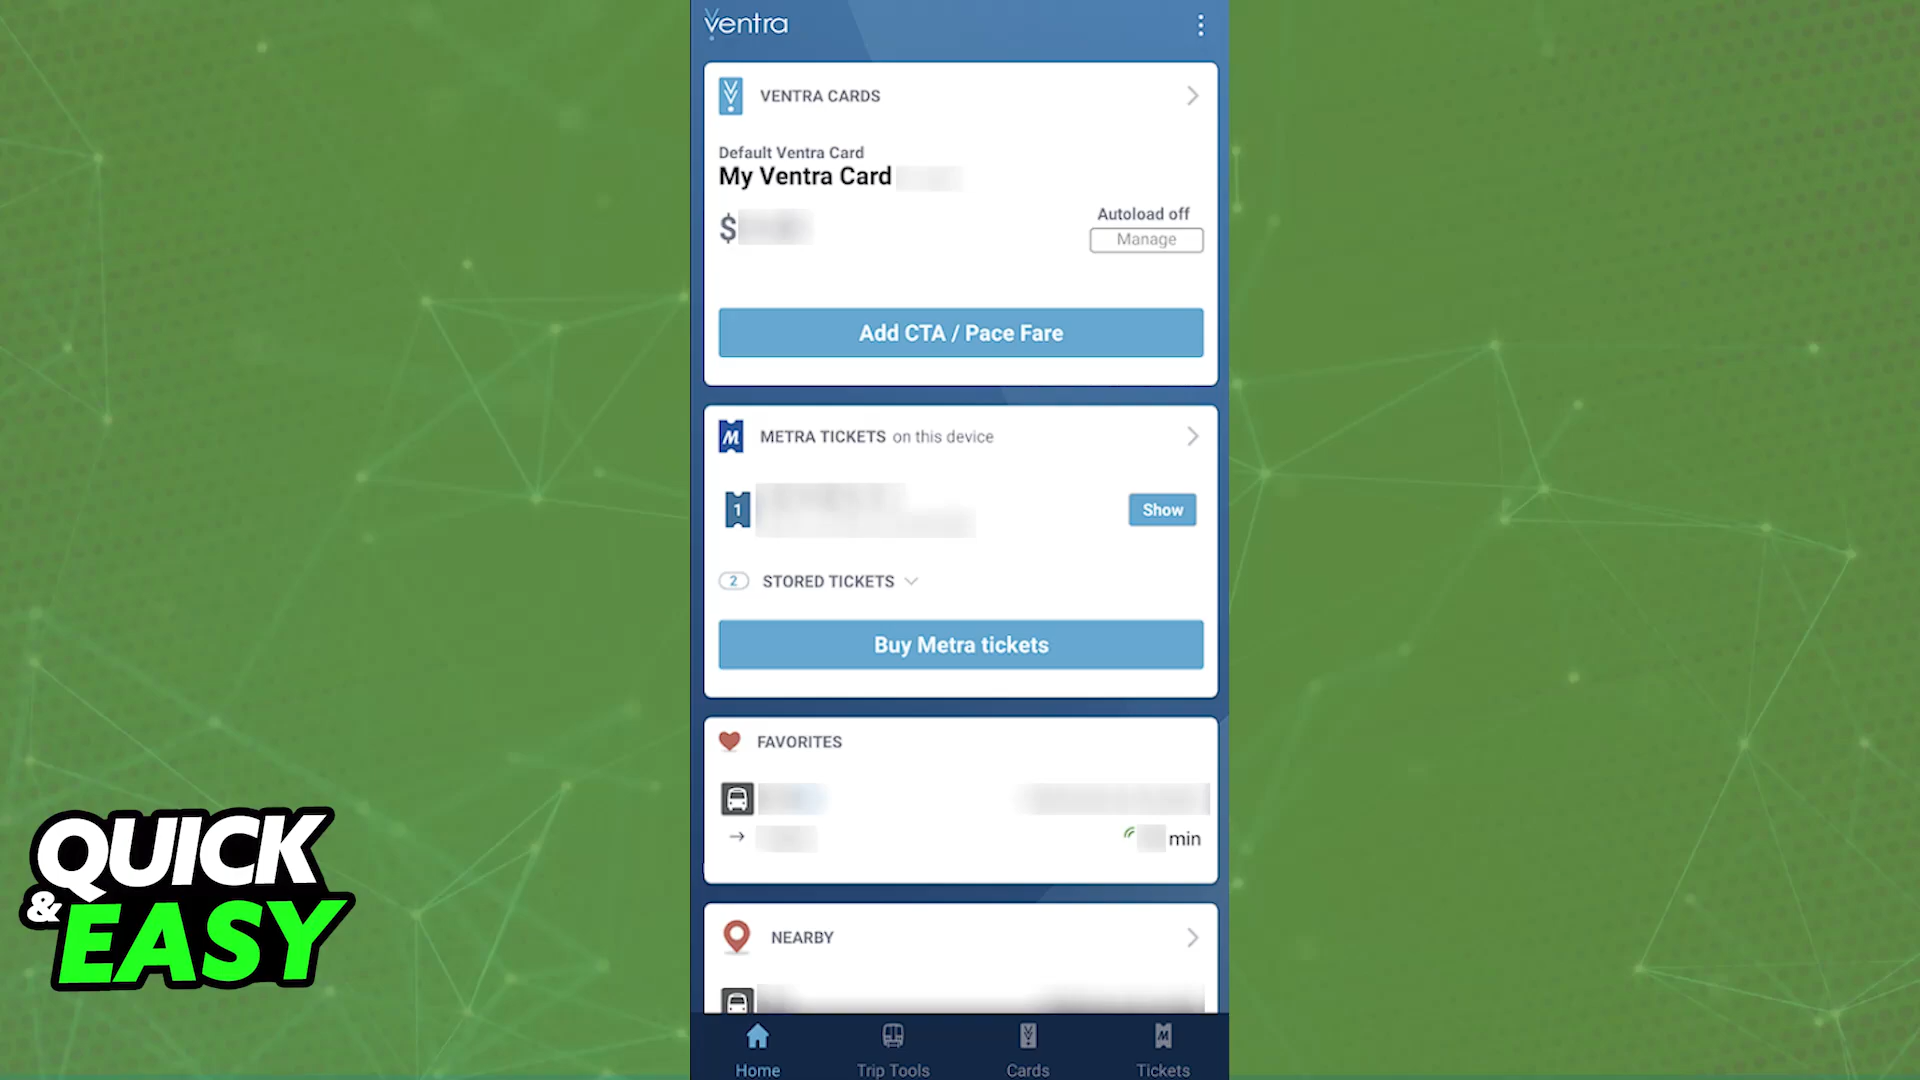 ventra
VENTRA CARDS
Default Ventra Card
My Ventra Card
$
Autoload off
Manage
Add CTA / Pace Fare
METRA TICKETS on this device
1
Show
2 STORED TICKETS
Buy Metra tickets
FAVORITES
min
NEARBY
Home
Trip Tools
Cards
Tickets
QUICK
&
EASY